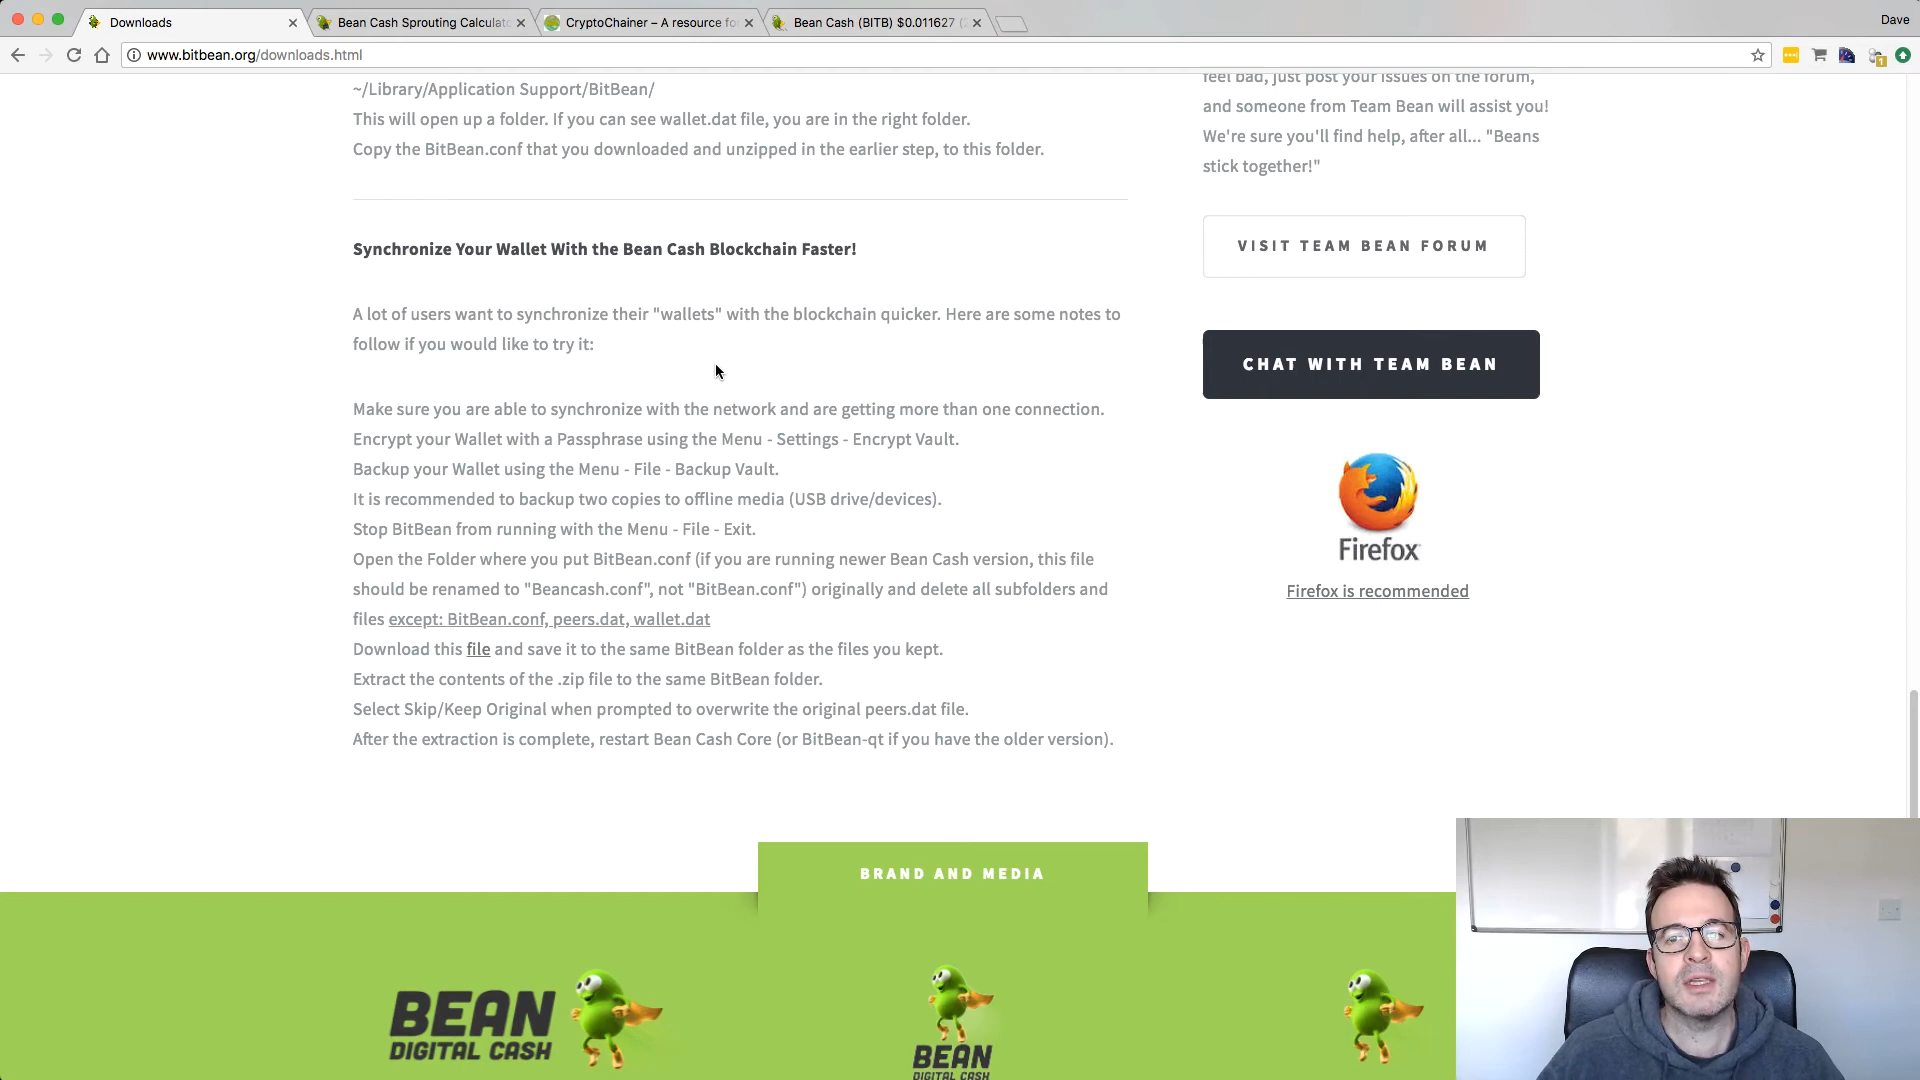 Downloads
Bean Cash Sprouting Calculato
CryptoChainer – A resource fo
Bean Cash (BITB) $0.011627 (
Dave
www.bitbean.org/downloads.html
1
~/Library/Application Support/BitBean/
This will open up a folder. If you can see wallet.dat file, you are in the right folder.
Copy the BitBean.conf that you downloaded and unzipped in the earlier step, to this folder.
Synchronize Your Wallet With the Bean Cash Blockchain Faster!
A lot of users want to synchronize their "wallets" with the blockchain quicker. Here are some notes to
follow if you would like to try it:
Make sure you are able to synchronize with the network and are getting more than one connection.
Encrypt your Wallet with a Passphrase using the Menu - Settings - Encrypt Vault.
Backup your Wallet using the Menu - File - Backup Vault.
It is recommended to backup two copies to offline media (USB drive/devices).
Stop BitBean from running with the Menu - File - Exit.
Open the Folder where you put BitBean.conf (if you are running newer Bean Cash version, this file
should be renamed to "Beancash.conf", not "BitBean.conf") originally and delete all subfolders and
files except: BitBean.conf, peers.dat, wallet.dat
Download this file and save it to the same BitBean folder as the files you kept.
Extract the contents of the .zip file to the same BitBean folder.
Select Skip/Keep Original when prompted to overwrite the original peers.dat file.
After the extraction is complete, restart Bean Cash Core (or BitBean-qt if you have the older version).
feel bad, just post your issues on the forum,
and someone from Team Bean will assist you!
We're sure you'll find help, after all... "Beans
stick together!"
VISIT TEAM BEAN FORUM
CHAT WITH TEAM BEAN
Firefox
Firefox is recommended
BRAND AND MEDIA
BEAN
DIGITAL CASH
BEAN
DIGITAL CASH